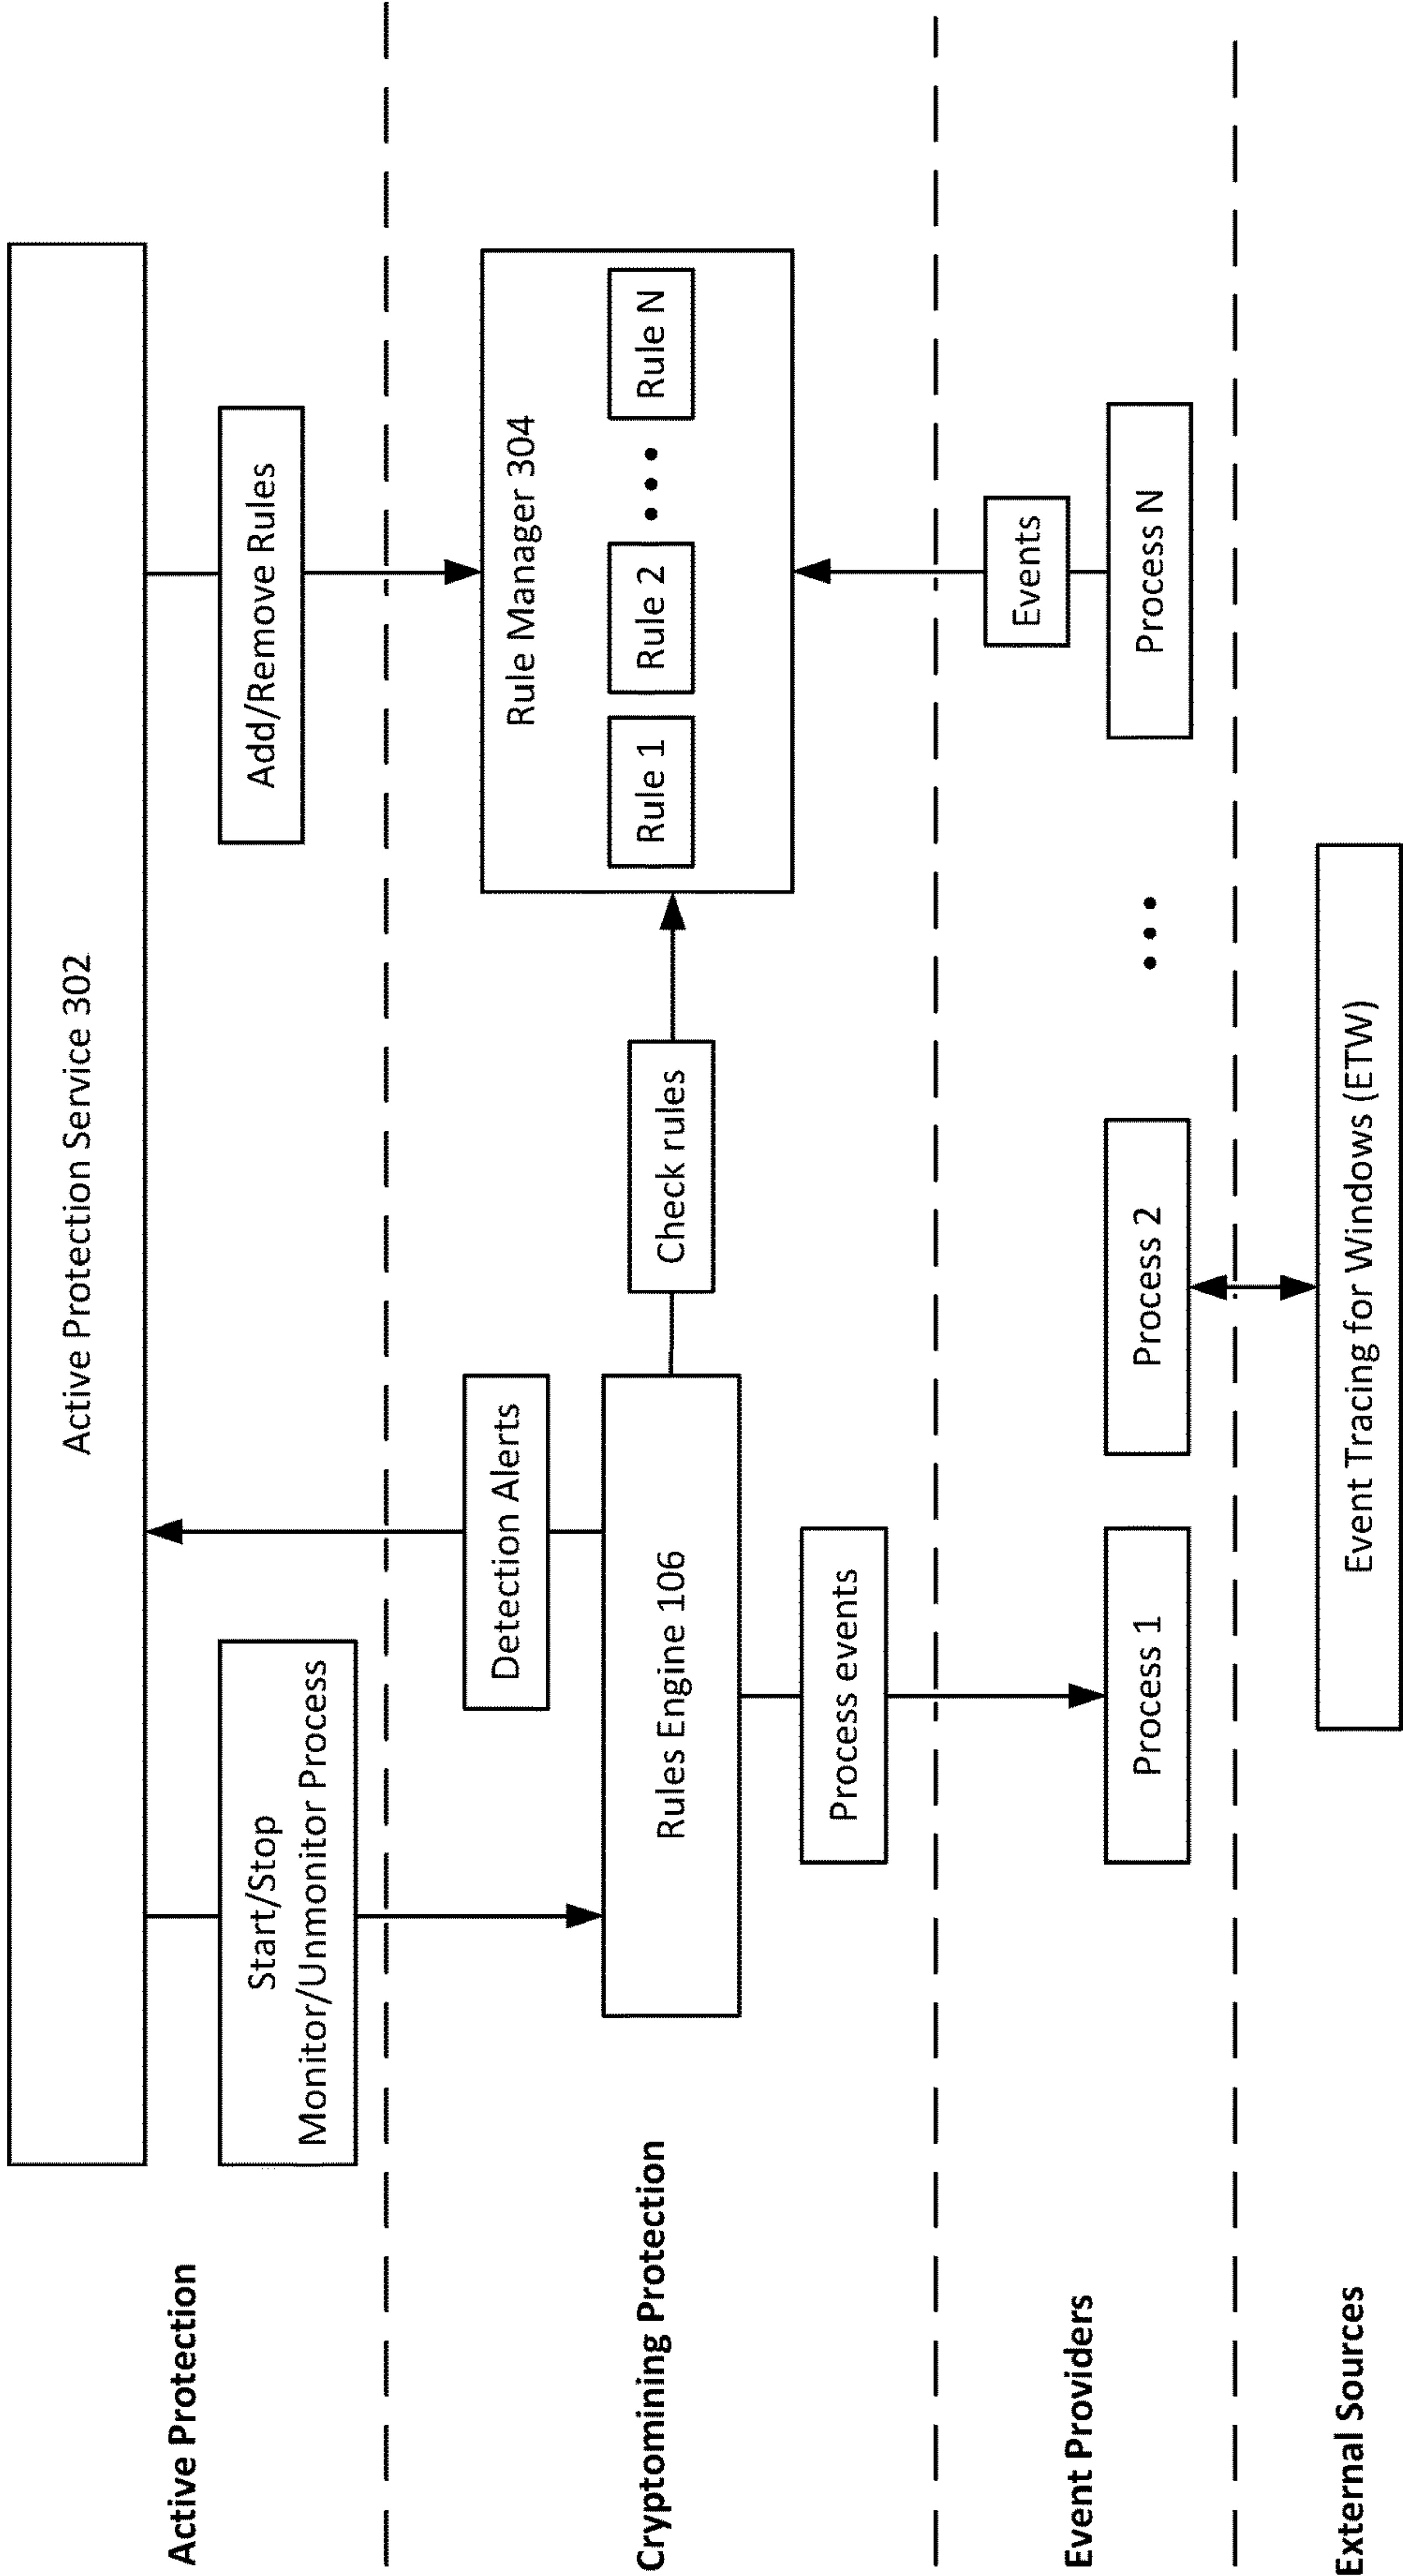 Active Protection
Active Protection Service 302
Start/Stop
Monitor/Unmonitor Process
Add/Remove Rules
Cryptomining Protection
Detection Alerts
Rules Engine 106
Check rules
Rule Manager 304
Rule 1
Rule 2
Rule N
Process events
Events
Event Providers
Process 1
Process 2
Process N
External Sources
Event Tracing for Windows (ETW)